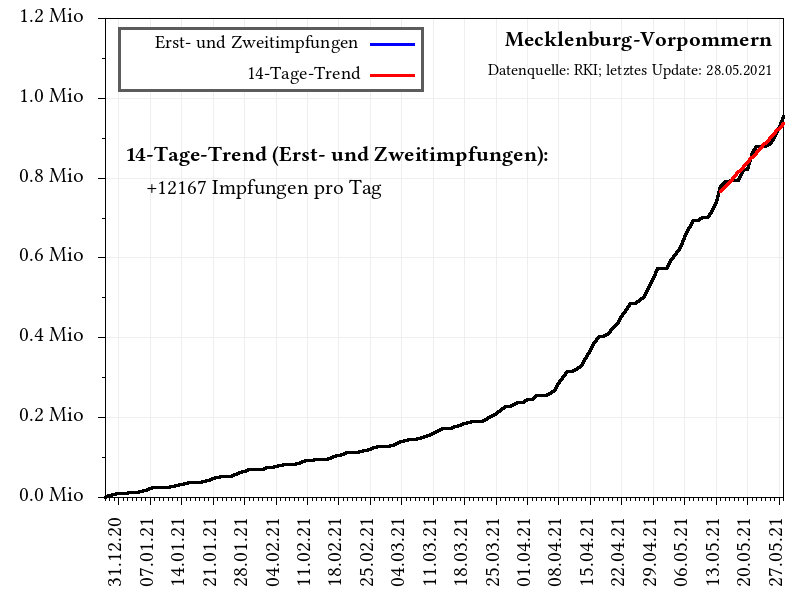 1.2 Mio
1.0 Mio
0.8 Mio
0.6 Mio
0.4 Mio
0.2 Mio
0.0 Mio
Erst- und Zweitimpfungen
14-Tage-Trend
Mecklenburg-Vorpommern
Datenquelle: RKI; letztes Update: 28.05.2021
14-Tage-Trend (Erst- und Zweitimpfungen):
+12167 Impfungen pro Tag
31.12.20
07.01.21
14.01.21
21.01.21
28.01.21
04.02.21
11.02.21
18.02.21
25.02.21
04.03.21
11.03.21
18.03.21
25.03.21
01.04.21
08.04.21
15.04.21
22.04.21
29.04.21
06.05.21
13.05.21
20.05.21
27.05.21